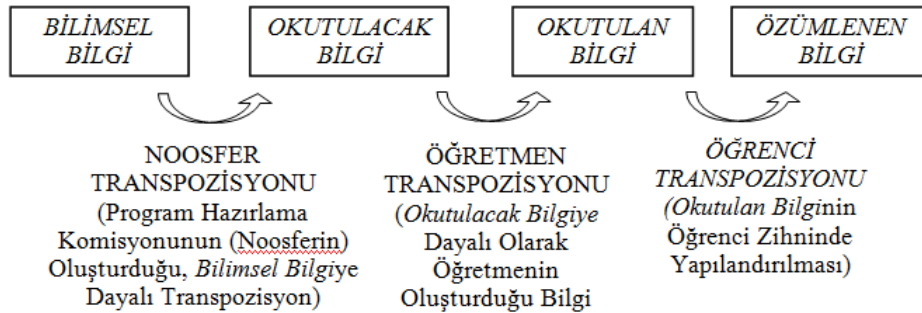 BİLİMSEL
BİLGİ
OKUTULACAK
BİLGİ
OKUTULAN
BİLGİ
ÖZÜMLENEN
BİLGİ
NOOSFER
TRANSPOZİSYONU
(Program Hazırlama
Komisyonunun (Noosferin)
Oluşturduğu, Bilimsel Bilgiye
Dayalı Transpozisyon)
ÖĞRETMEN
TRANSPOZİSYONU
(Okutulacak Bilgiye
Dayalı Olarak
Öğretmenin
Oluşturduğu Bilgi
ÖĞRENCİ
TRANSPOZİSYONU
(Okutulan Bilginin
Öğrenci Zihninde
Yapılandırılması)